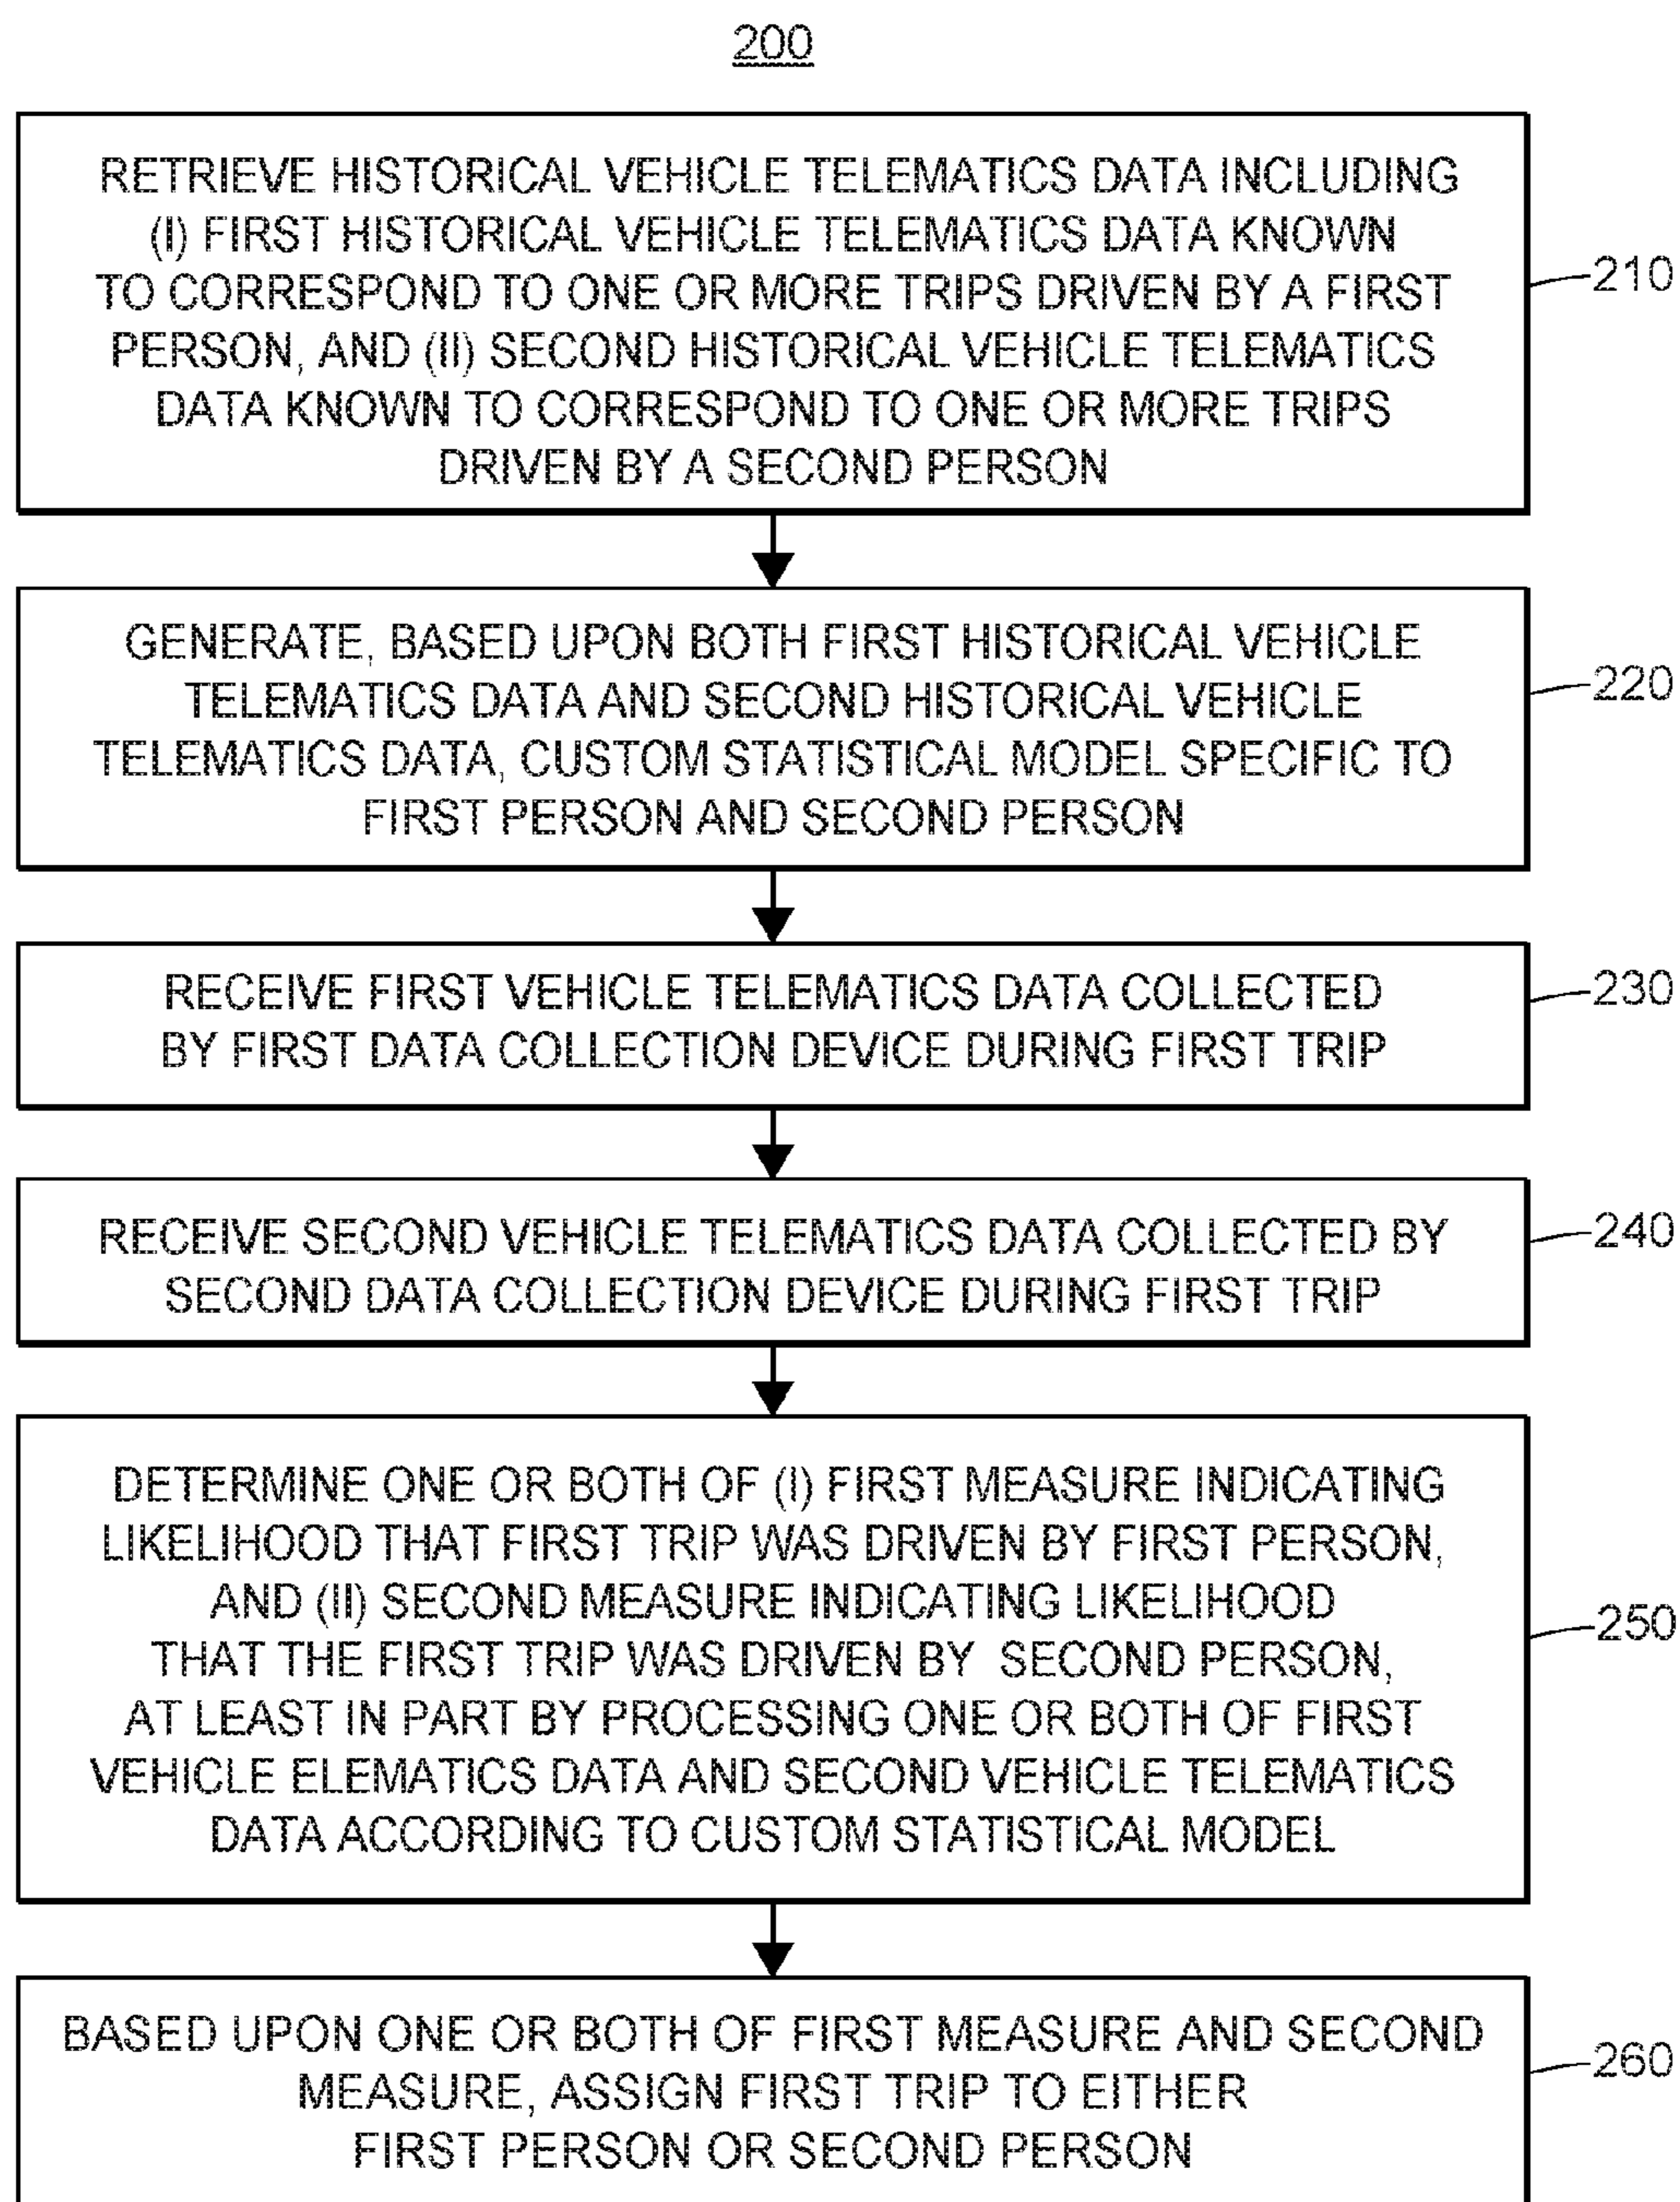 200
RETRIEVE HISTORICAL VEHICLE TELEMATICS DATA INCLUDING
(I) FIRST HISTORICAL VEHICLE TELEMATICS DATA KNOWN
TO CORRESPOND TO ONE OR MORE TRIPS DRIVEN BY A FIRST
PERSON, AND (II) SECOND HISTORICAL VEHICLE TELEMATICS
DATA KNOWN TO CORRESPOND TO ONE OR MORE TRIPS
DRIVEN BY A SECOND PERSON
210
GENERATE, BASED UPON BOTH FIRST HISTORICAL VEHICLE
TELEMATICS DATA AND SECOND HISTORICAL VEHICLE
TELEMATICS DATA, CUSTOM STATISTICAL MODEL SPECIFIC TO
FIRST PERSON AND SECOND PERSON
220
RECEIVE FIRST VEHICLE TELEMATICS DATA COLLECTED
BY FIRST DATA COLLECTION DEVICE DURING FIRST TRIP
230
RECEIVE SECOND VEHICLE TELEMATICS DATA COLLECTED BY
SECOND DATA COLLECTION DEVICE DURING FIRST TRIP
240
DETERMINE ONE OR BOTH OF (I) FIRST MEASURE INDICATING
LIKELIHOOD THAT FIRST TRIP WAS DRIVEN BY FIRST PERSON,
AND (II) SECOND MEASURE INDICATING LIKELIHOOD
THAT THE FIRST TRIP WAS DRIVEN BY SECOND PERSON,
AT LEAST IN PART BY PROCESSING ONE OR BOTH OF FIRST
VEHICLE ELEMATICS DATA AND SECOND VEHICLE TELEMATICS
DATA ACCORDING TO CUSTOM STATISTICAL MODEL
250
BASED UPON ONE OR BOTH OF FIRST MEASURE AND SECOND
MEASURE, ASSIGN FIRST TRIP TO EITHER
FIRST PERSON OR SECOND PERSON
260